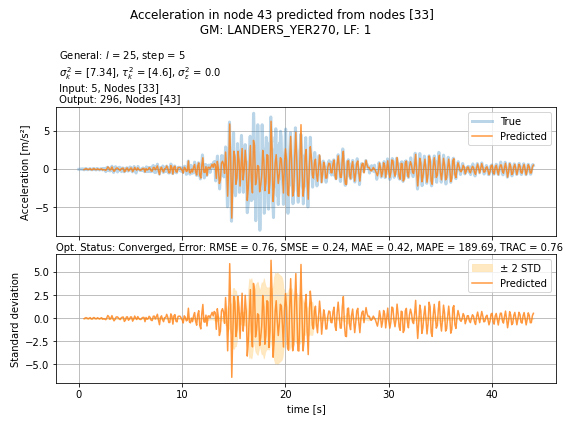 Acceleration in node 43 predicted from nodes [33]
GM: LANDERS_YER270, LF: 1
General: l = 25, step = 5
σ²ₖ = [7.34], τ²ₖ = [4.6], σ²ε = 0.0
Input: 5, Nodes [33]
Output: 296, Nodes [43]
Acceleration [m/s²]
5
0
−5
True
Predicted
Opt. Status: Converged, Error: RMSE = 0.76, SMSE = 0.24, MAE = 0.42, MAPE = 189.69, TRAC = 0.76
Standard deviation
5.0
2.5
0.0
−2.5
−5.0
± 2 STD
Predicted
0 10 20 30 40
time [s]